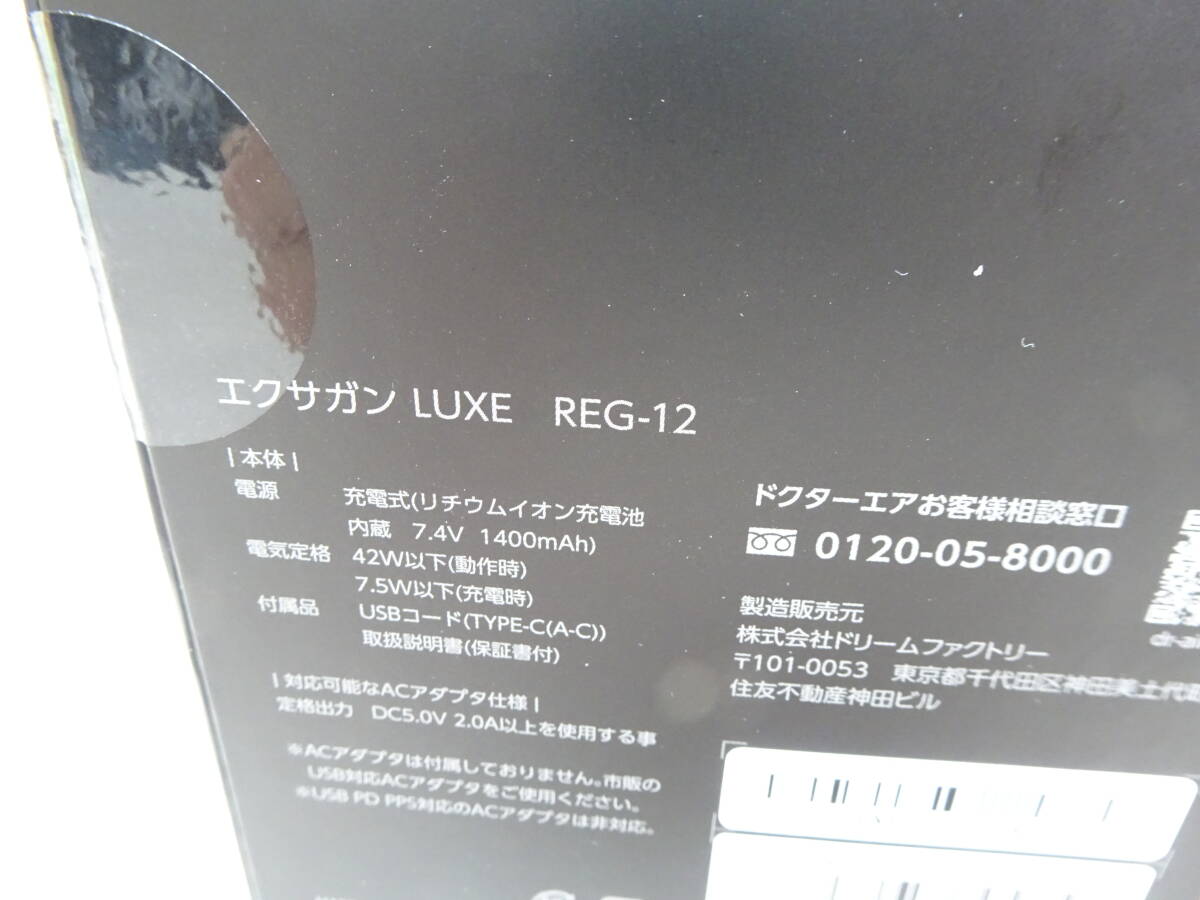 エクサガン LUXE REG-12
|本体|
電源 充電式(リチウムイオン充電池
内蔵 7.4V 1400mAh)
電気定格 42W以下(動作時)
7.5W以下(充電時)
付属品 USBコード(TYPE-C(A-C))
取扱説明書(保証書付)
|対応可能なACアダプタ仕様|
定格出力 DC5.0V 2.0A以上を使用する事
※ACアダプタは付属しておりません。市販の
USB対応ACアダプタをご使用ください。
※USB PD PPS対応のACアダプタは非対応。
ドクターエアお客様相談窓口
0120-05-8000
製造販売元
株式会社ドリームファクトリー
〒101-0053 東京都千代田区神田美土代町
住友不動産神田ビル